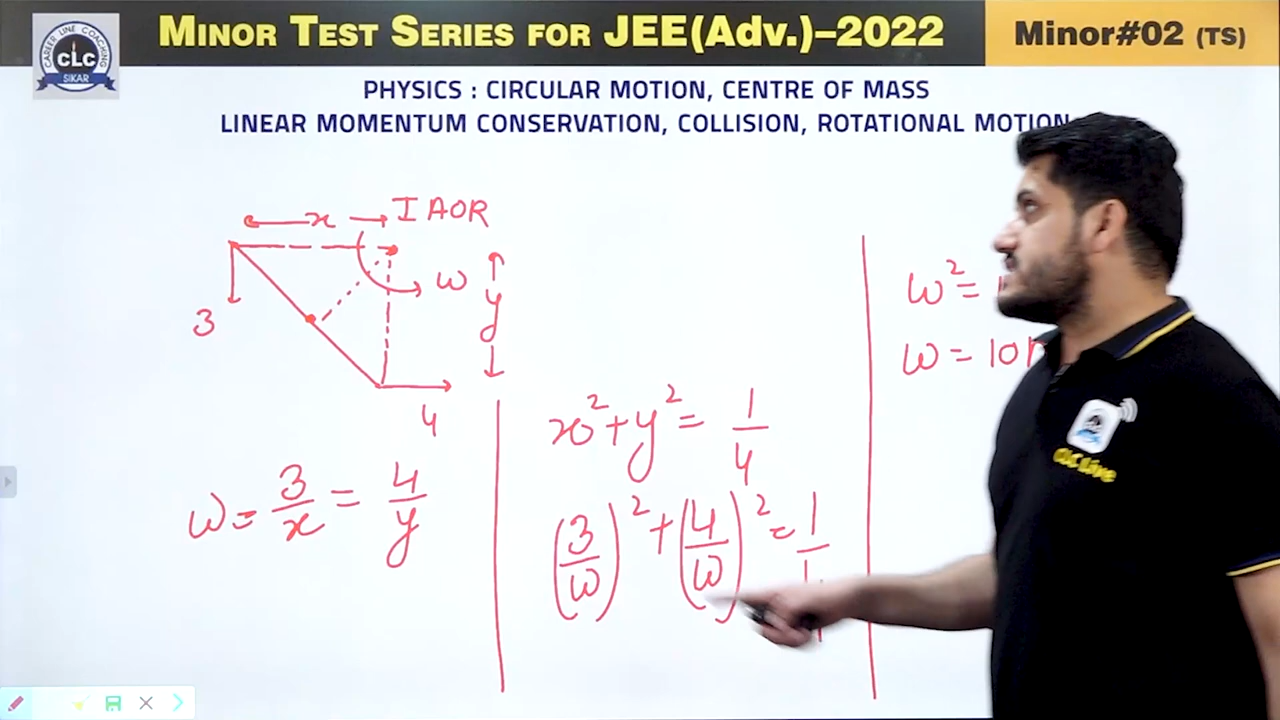 MINOR TEST SERIES FOR JEE(ADV.)–2022
Minor#02 (TS)
CAREER LINE COACHING
CLC
SIKAR
PHYSICS : CIRCULAR MOTION, CENTRE OF MASS
LINEAR MOMENTUM CONSERVATION, COLLISION, ROTATIONAL MOTION
x
IAOR
ω
y
3
4
ω = 3/x = 4/y
x² + y² = 1/4
(3/ω)² + (4/ω)² = 1/
ω² = 1
ω = 10r
CLC Live